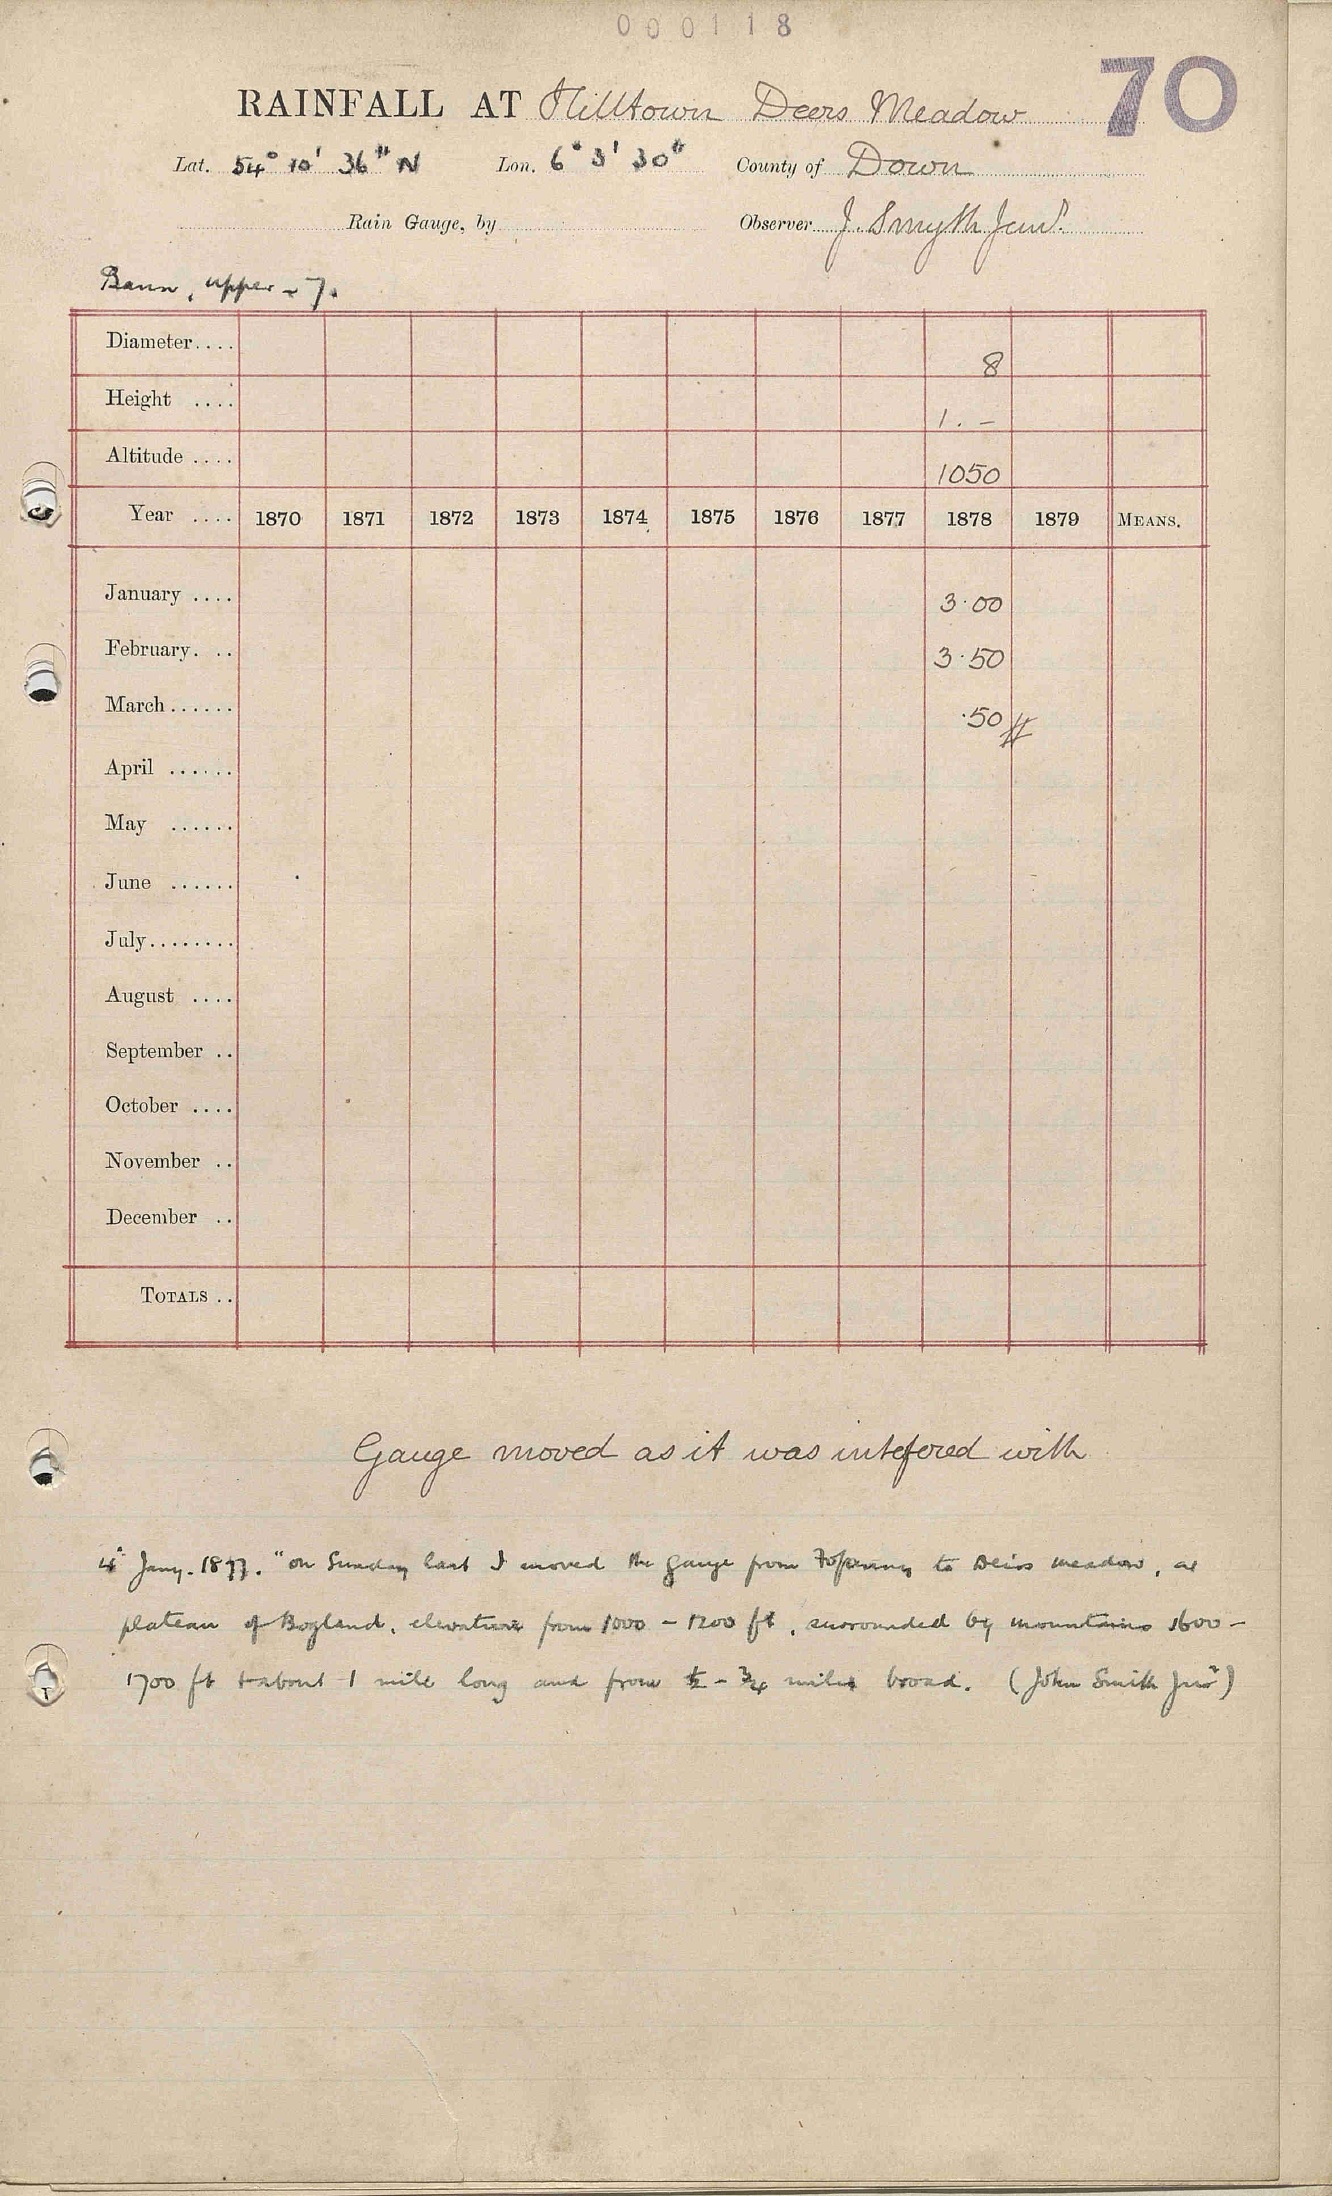 000118
70
RAINFALL AT Hilltown Deers Meadow
Lat. 54° 10' 36" N Lon. 6° 3' 30" County of Down
Rain Gauge, by Observer J. Smyth Junr.
Bann, upper - 7.
Diameter.... 8
Height .... 1. –
Altitude .... 1050
Year .... 1870 1871 1872 1873 1874 1875 1876 1877 1878 1879 MEANS.
January .... 3·00
February. .. 3·50
March...... ·50
April ......
May ......
June ......
July........
August ....
September ..
October ....
November ..
December ..
TOTALS ..
Gauge moved as it was intefered with
4th Jany. 1877. "on Sunday last I moved the gauge from to Deirs meadow, a
plateau of Bogland, elevation from 1000 – 1200 ft, surrounded by mountains 1600 –
1700 ft about 1 mile long and from ½ – ¾ miles broad. (John Smith Junr)